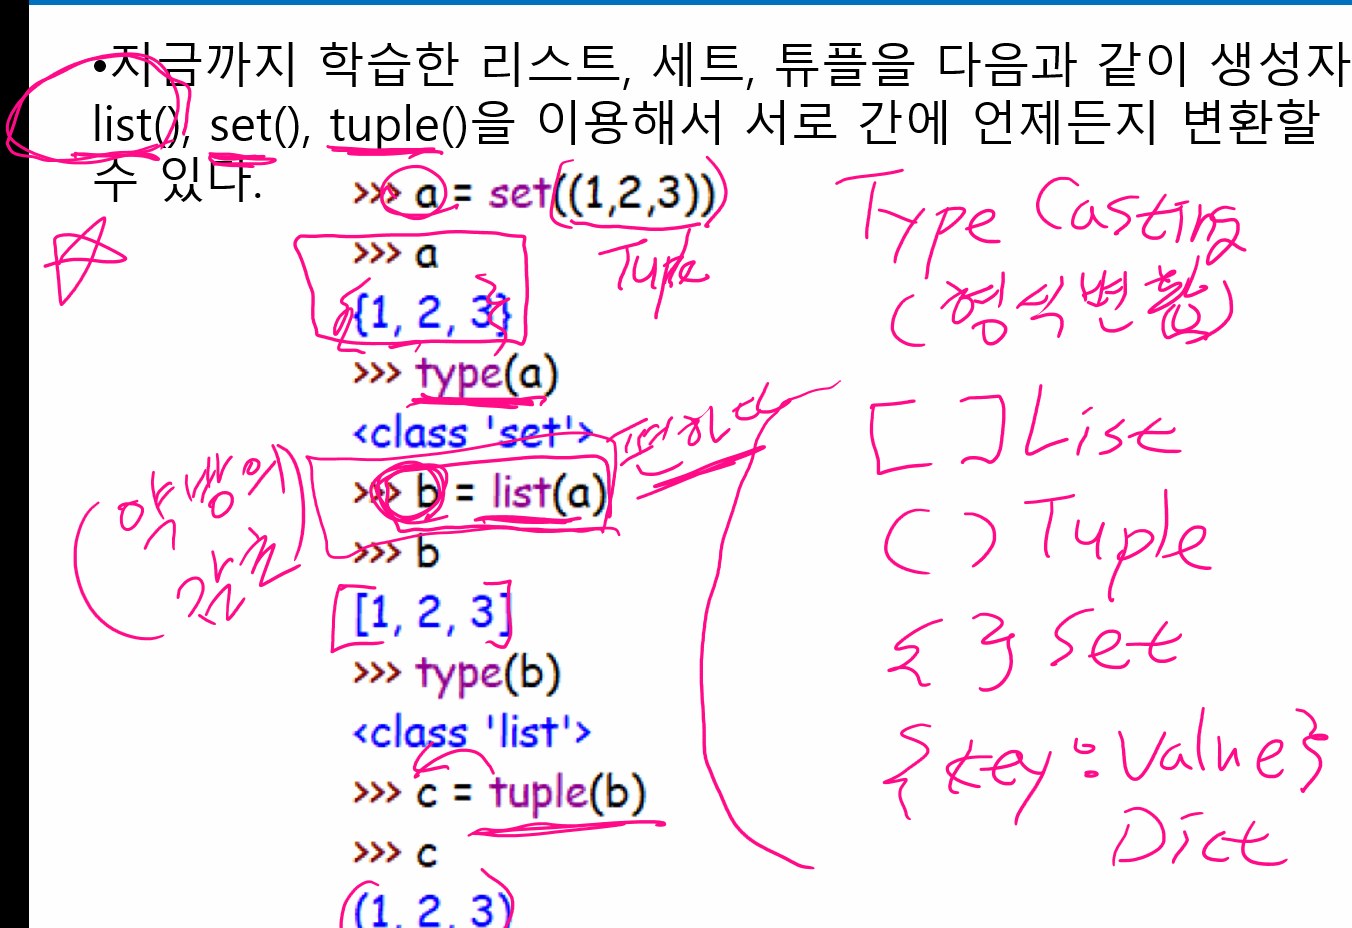 •지금까지 학습한 리스트, 세트, 튜플을 다음과 같이 생성자
list(), set(), tuple()을 이용해서 서로 간에 언제든지 변환할
수 있다.
>>> a = set((1,2,3))
>>> a
{1, 2, 3}
>>> type(a)
<class 'set'>
>>> b = list(a)
>>> b
[1, 2, 3]
>>> type(b)
<class 'list'>
>>> c = tuple(b)
>>> c
(1, 2, 3)
Type Casting
(형식변환)
편하다
(약방의
감초)
[ ] List
( ) Tuple
{ } Set
{key:Value}
Dict